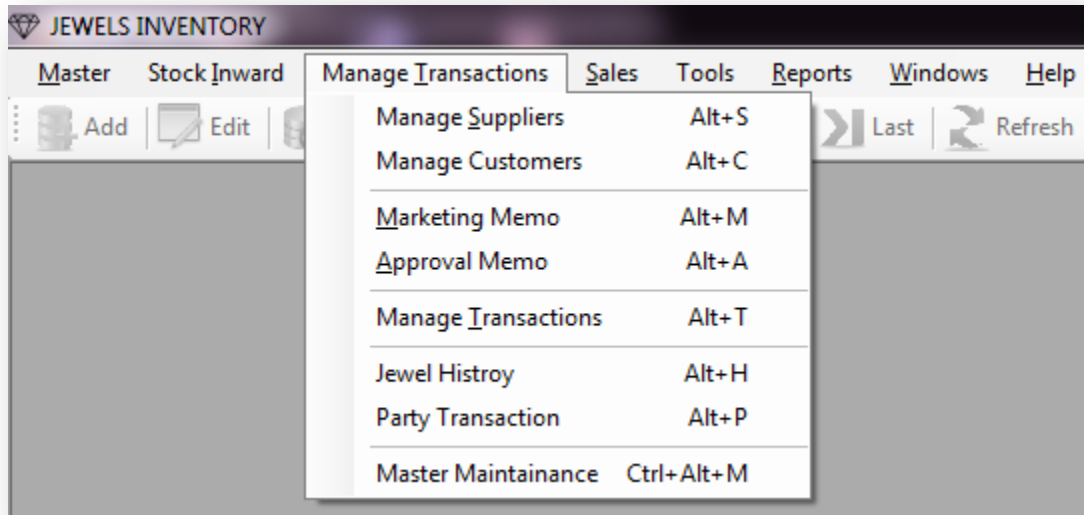 JEWELS INVENTORY
Master Stock Inward Manage Transactions Sales Tools Reports Windows Help
Add Edit Last Refresh
Manage Suppliers Alt+S
Manage Customers Alt+C
Marketing Memo Alt+M
Approval Memo Alt+A
Manage Transactions Alt+T
Jewel Histroy Alt+H
Party Transaction Alt+P
Master Maintainance Ctrl+Alt+M